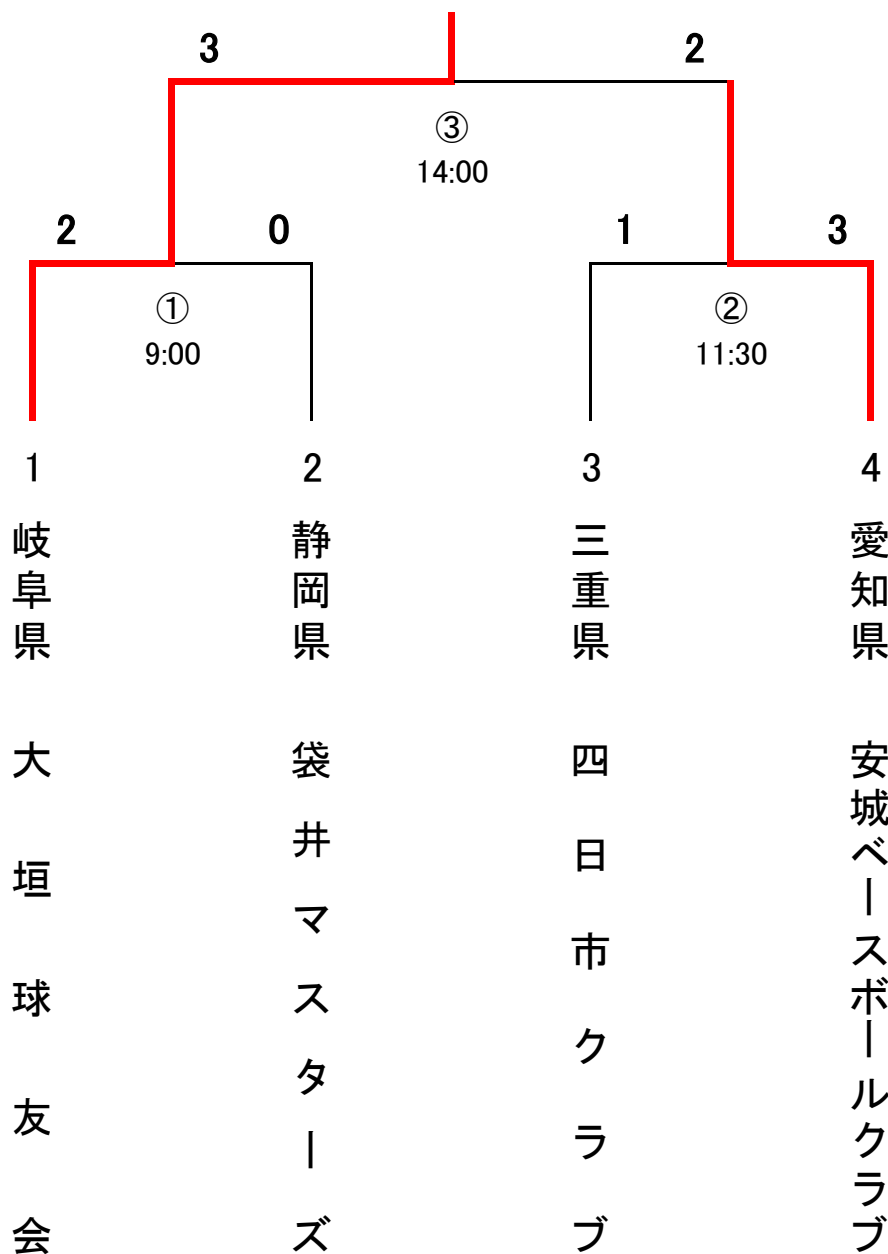 3 2
③
14:00
2 0 1 3
① ②
9:00 11:30
1 2 3 4
岐阜県 大垣球友会
静岡県 袋井マスターズ
三重県 四日市クラブ
愛知県 安城ベースボールクラブ